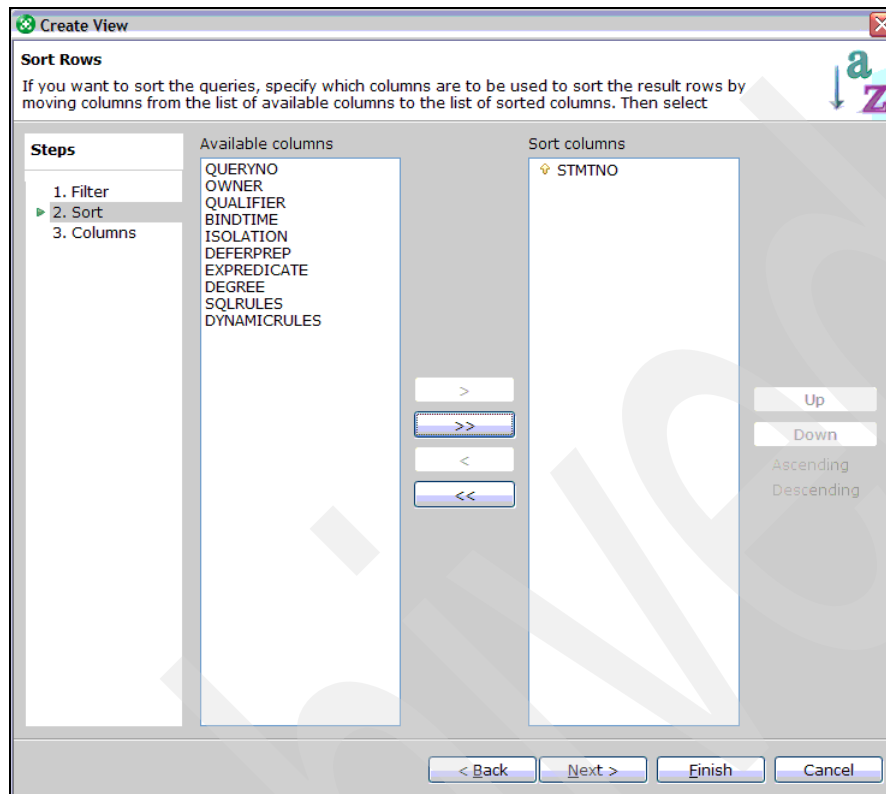 Create View
Sort Rows
If you want to sort the queries, specify which columns are to be used to sort the result rows by
moving columns from the list of available columns to the list of sorted columns. Then select
a
z
Steps
1. Filter
2. Sort
3. Columns
Available columns
QUERYNO
OWNER
QUALIFIER
BINDTIME
ISOLATION
DEFERPREP
EXPREDICATE
DEGREE
SQLRULES
DYNAMICRULES
>
>>
<
<<
Sort columns
STMTNO
Up
Down
Ascending
Descending
< Back
Next >
Finish
Cancel